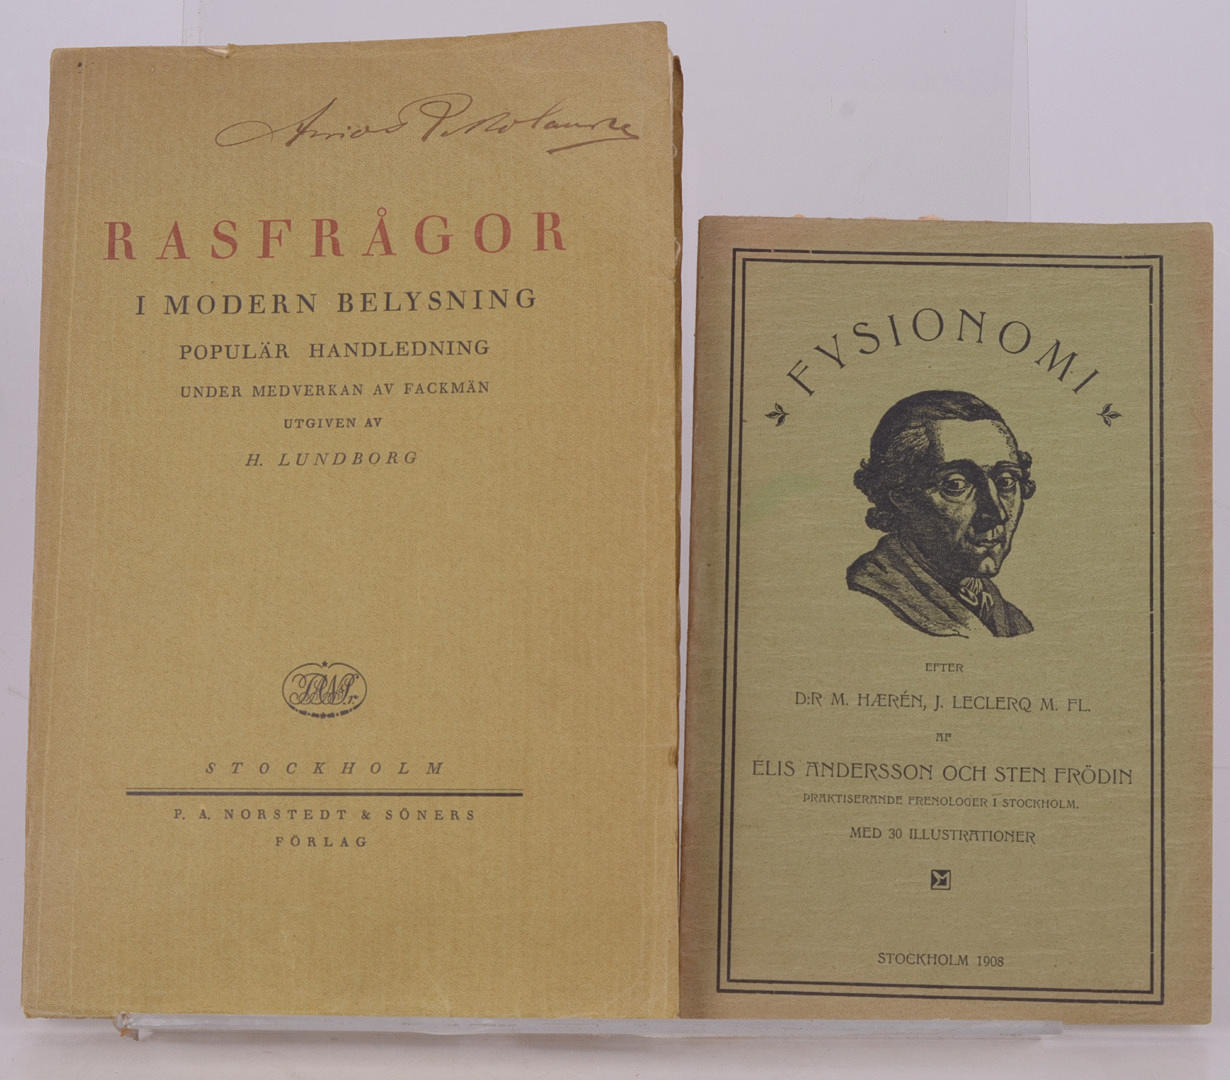 RASFRÅGOR
I MODERN BELYSNING
POPULÄR HANDLEDNING
UNDER MEDVERKAN AV FACKMÄN
UTGIVEN AV
H. LUNDBORG
STOCKHOLM
P. A. NORSTEDT & SÖNERS
FÖRLAG
FYSIONOMI
EFTER
D:R M. HÆRÉN, J. LECLERQ M. FL.
AF
ELIS ANDERSSON OCH STEN FRÖDIN
PRAKTISERANDE FRENOLOGER I STOCKHOLM.
MED 30 ILLUSTRATIONER
STOCKHOLM 1908